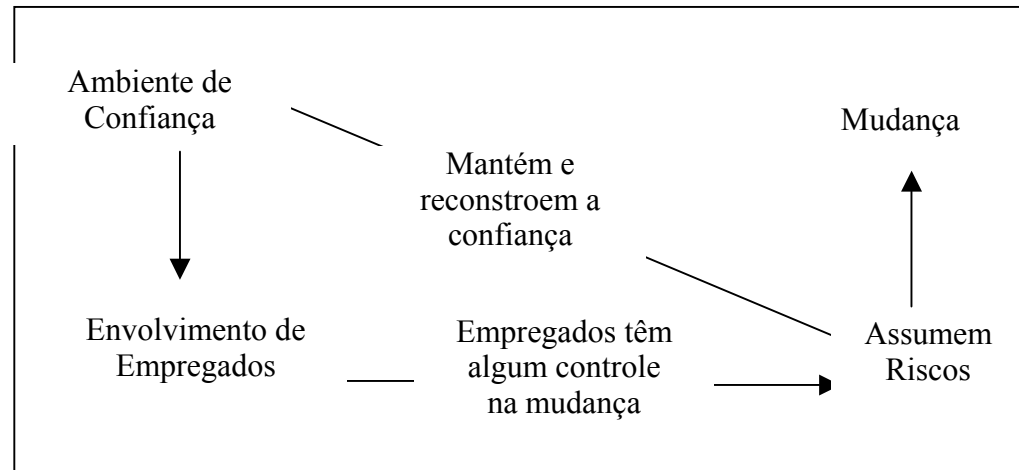 Ambiente de
Confiança
Mudança
Mantém e
reconstroem a
confiança
Envolvimento de
Empregados
Empregados têm
algum controle
na mudança
Assumem
Riscos